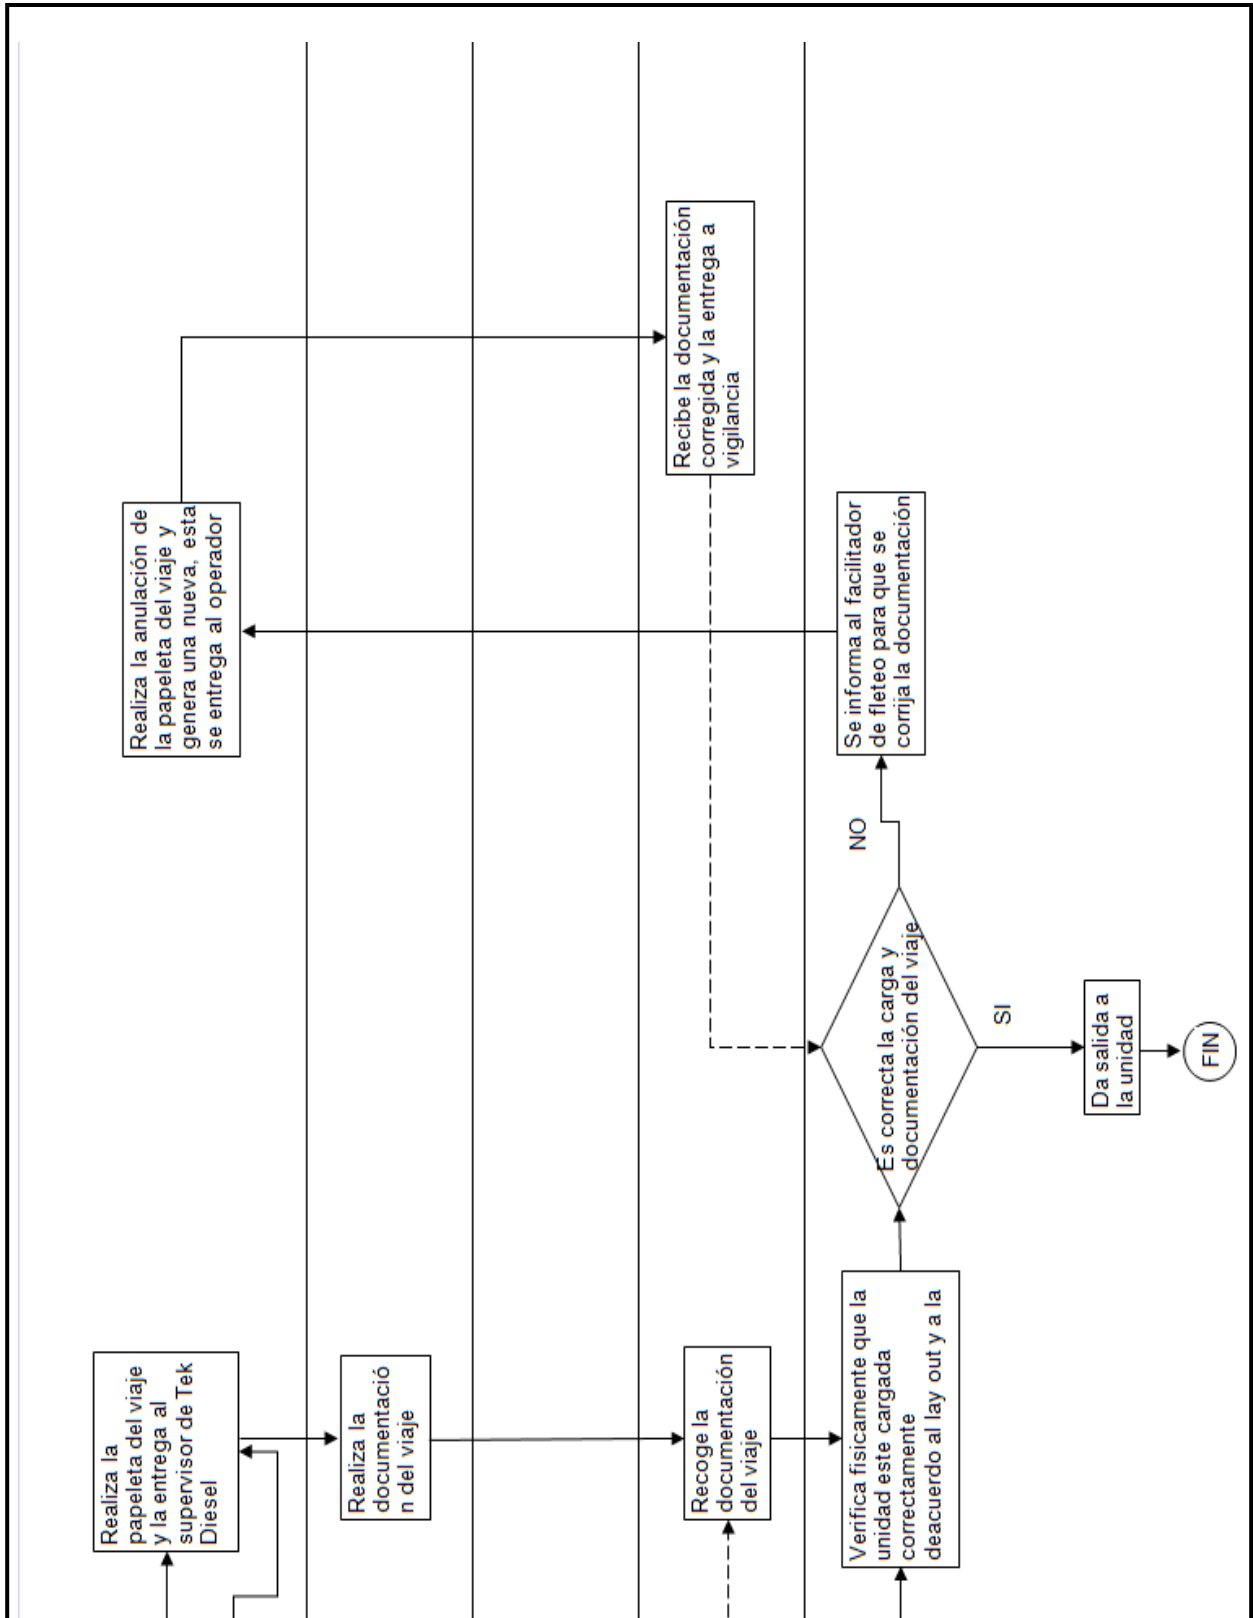 Realiza la
papeleta del viaje
y la entrega al
supervisor de Tek
Diesel
Realiza la
documentació
n del viaje
Recoge la
documentación
del viaje
Verifica fisicamente que la
unidad este cargada
correctamente
deacuerdo al lay out y a la
Es correcta la carga y
documentación del viaje
SI
Da salida a
la unidad
FIN
NO
Se informa al facilitador
de fleteo para que se
corrija la documentación
Realiza la anulación de
la papeleta del viaje y
genera una nueva, esta
se entrega al operador
Recibe la documentación
corregida y la entrega a
vigilancia